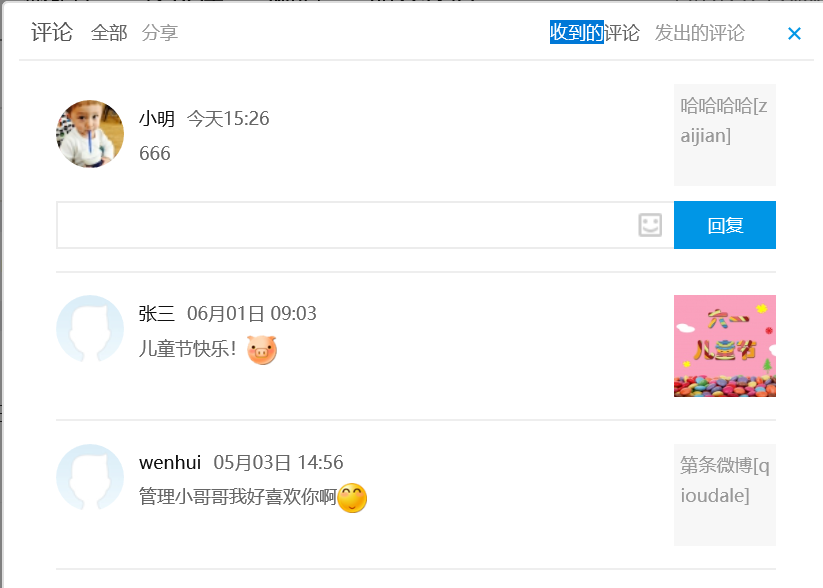 评论 全部 分享 收到的评论 发出的评论
小明 今天15:26
666
哈哈哈哈[z
aijian]
回复
张三 06月01日 09:03
儿童节快乐！
六一
儿童节
wenhui 05月03日 14:56
管理小哥哥我好喜欢你啊
第条微博[q
ioudale]